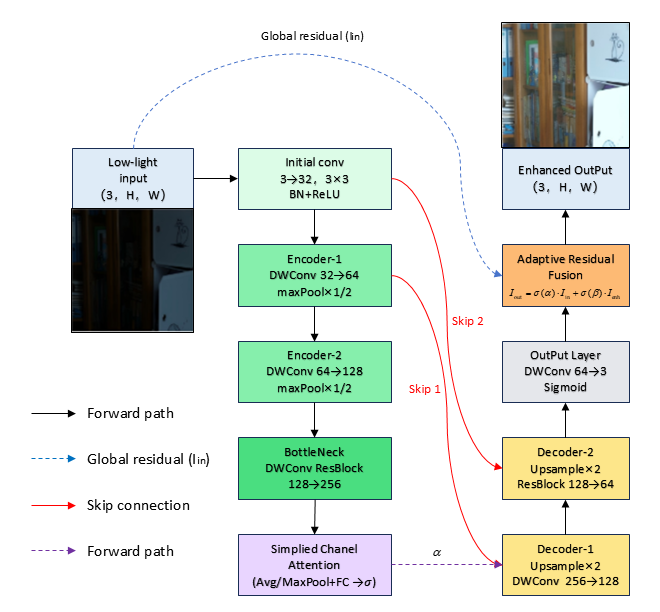 Global residual (Iin)
Low-light
input
(3, H, W)
Initial conv
3→32, 3×3
BN+ReLU
Enhanced OutPut
(3, H, W)
Encoder-1
DWConv 32→64
maxPool×1/2
Adaptive Residual
Fusion
I_out = σ(α)·I_in + σ(β)·I_enh
Skip 2
Encoder-2
DWConv 64→128
maxPool×1/2
OutPut Layer
DWConv 64→3
Sigmoid
Skip 1
Forward path
Global residual (Iin)
Skip connection
Forward path
BottleNeck
DWConv ResBlock
128→256
Decoder-2
Upsample×2
ResBlock 128→64
Simplied Chanel
Attention
(Avg/MaxPool+FC →σ)
α
Decoder-1
Upsample×2
DWConv 256→128